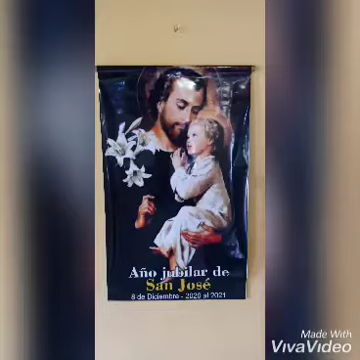 Año jubilar de
San José
8 de Diciembre - 2020 al 2021
Made With
VivaVideo